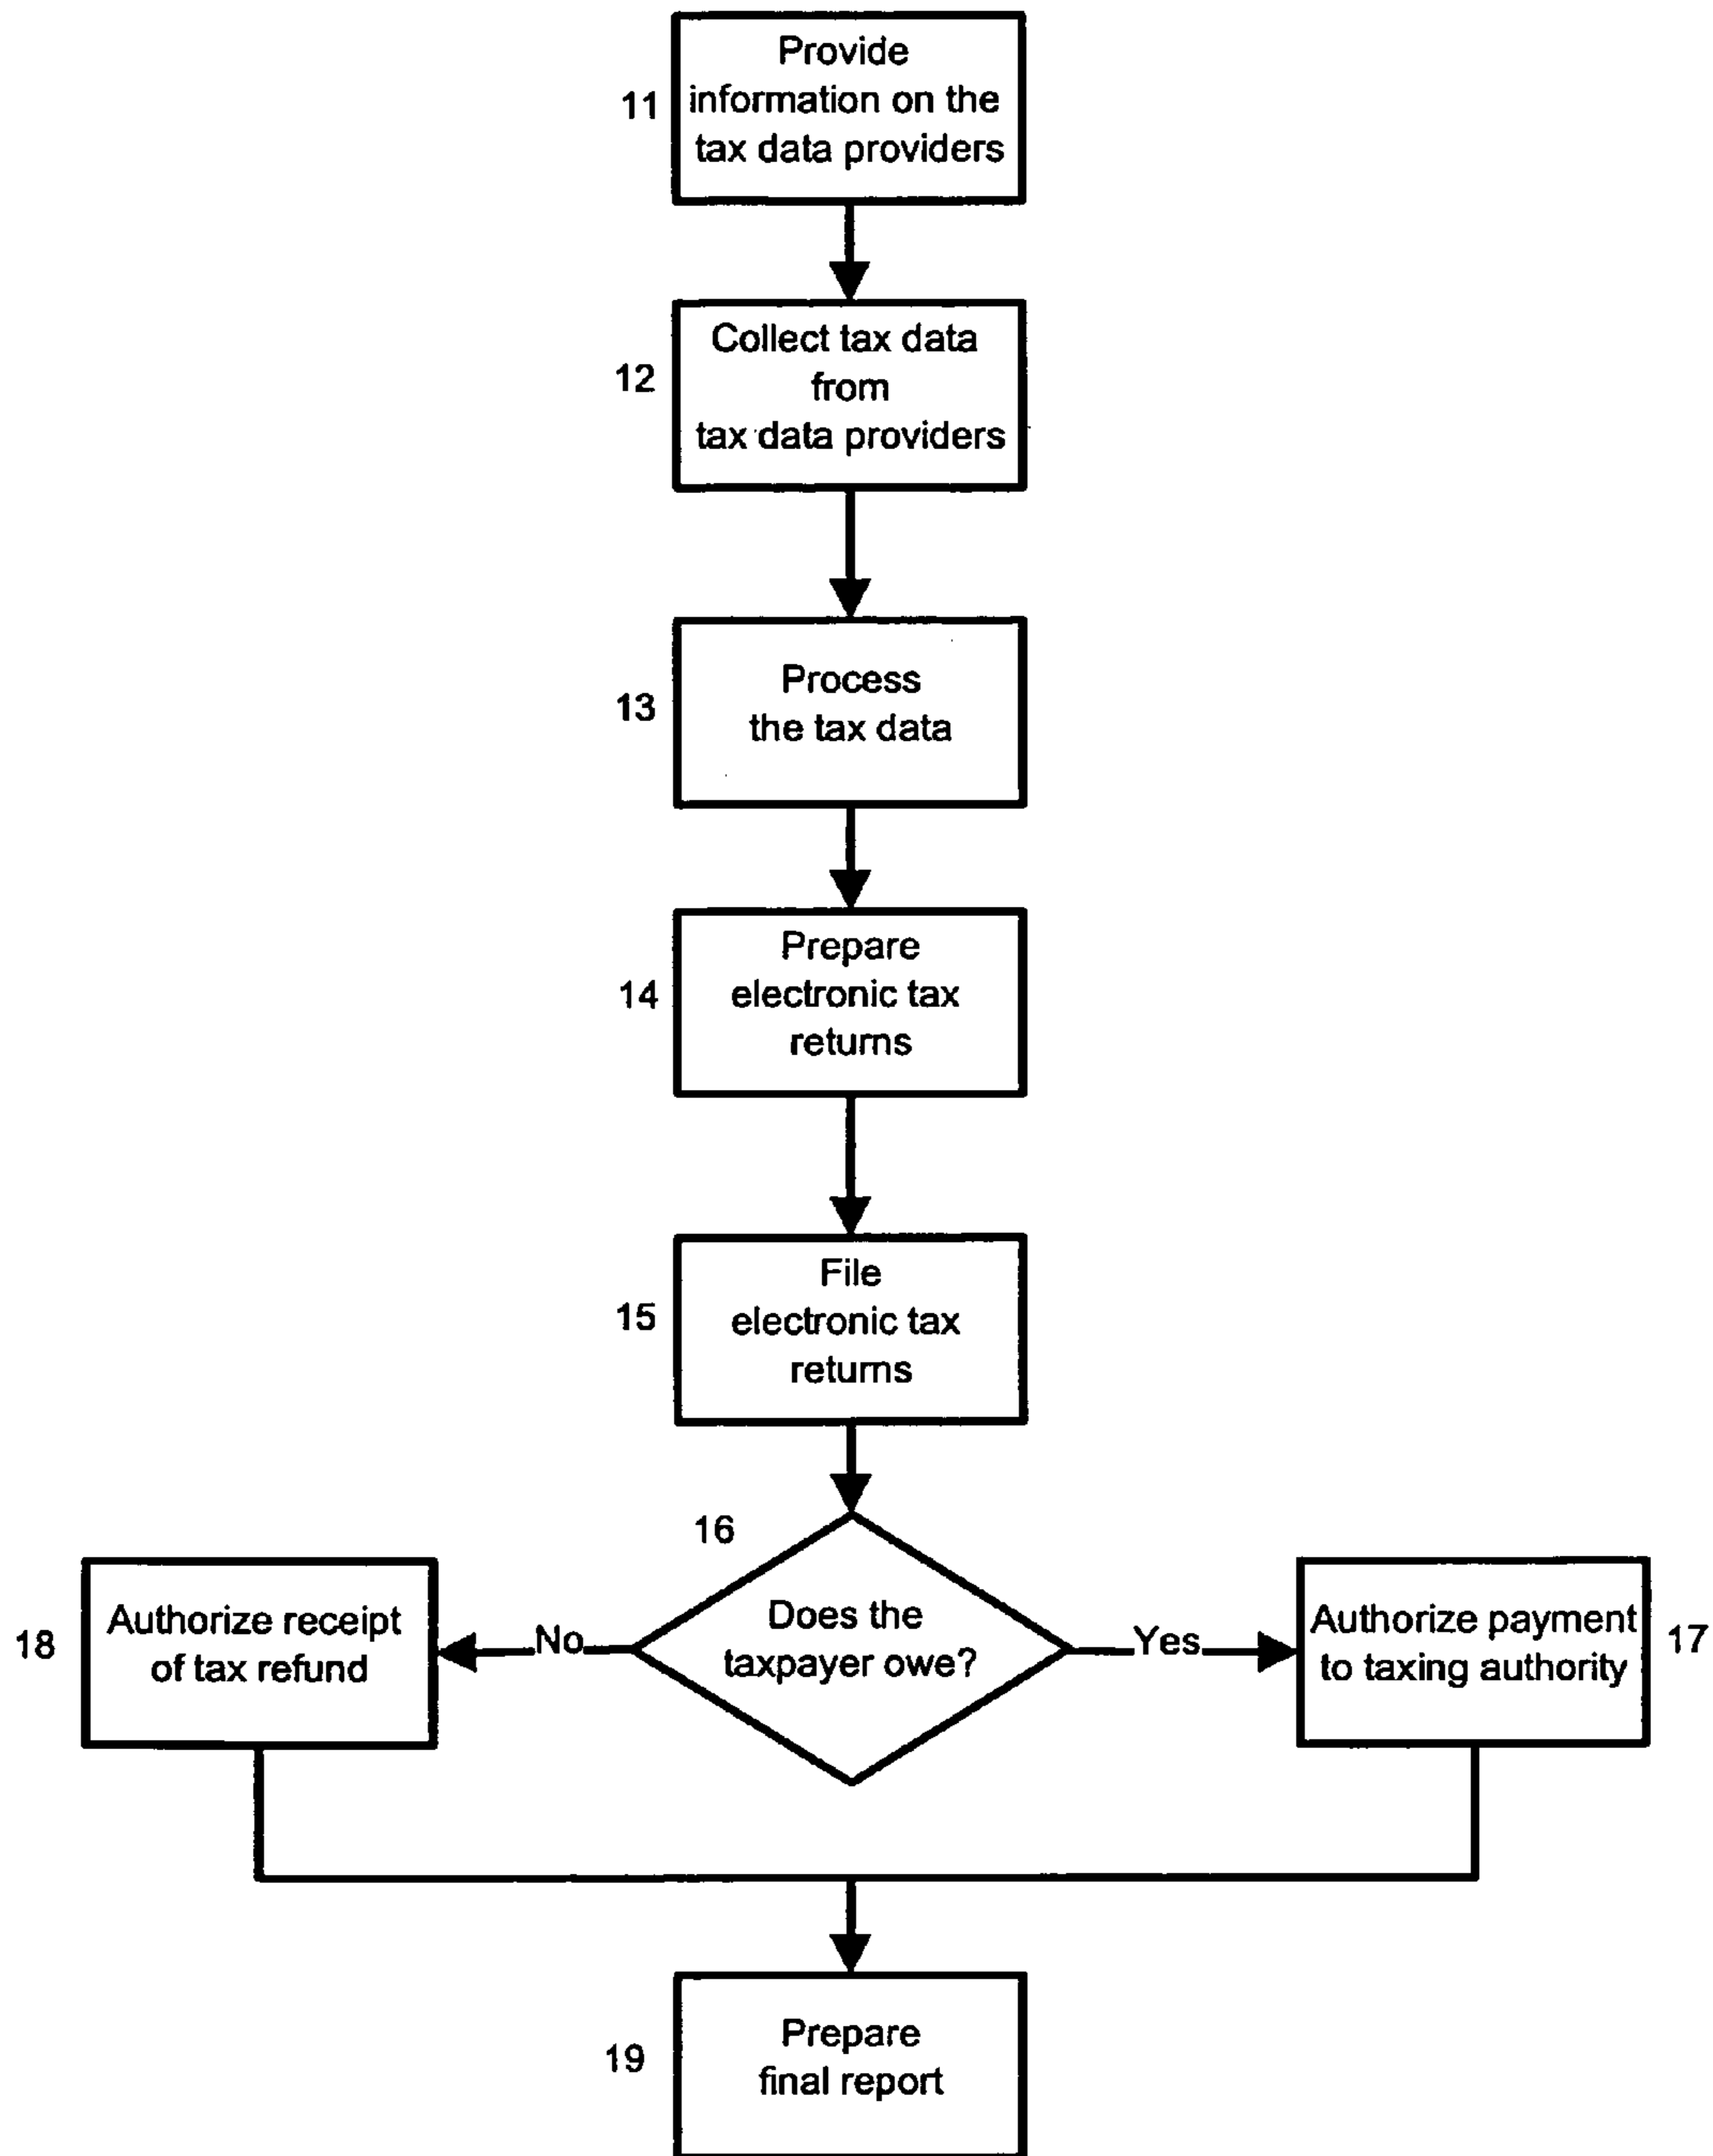 Provide
11 information on the
tax data providers
Collect tax data
12 from
tax data providers
Process
13 the tax data
Prepare
14 electronic tax
returns
File
15 electronic tax
returns
16
Does the
taxpayer owe?
No
Yes
18 Authorize receipt
of tax refund
Authorize payment 17
to taxing authority
Prepare
19 final report